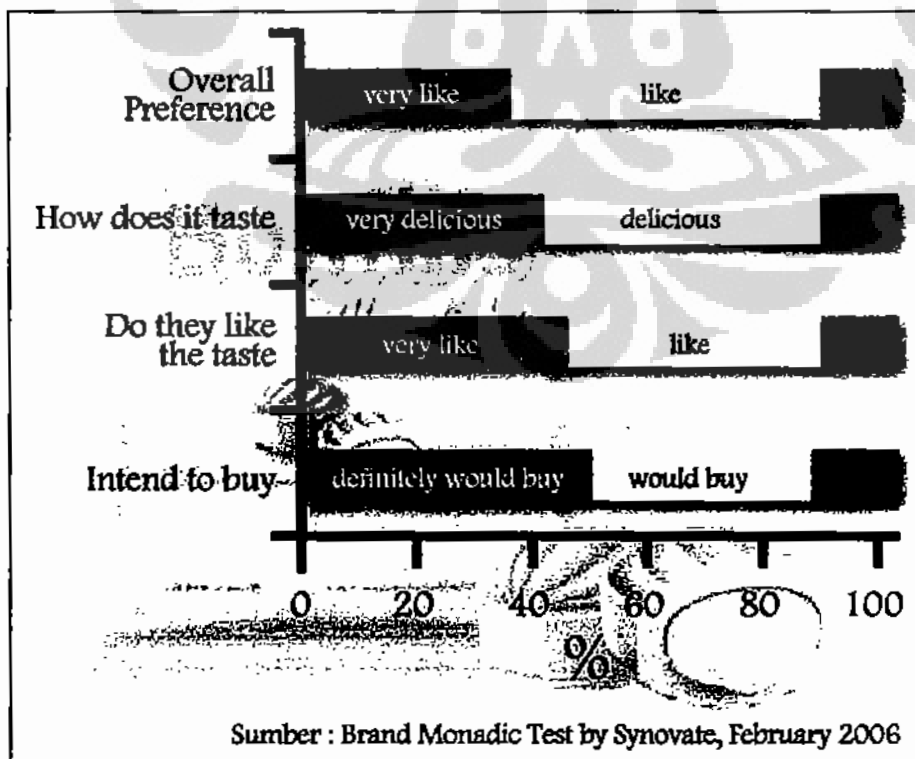 Overall
Preference
very like
like
How does it taste
very delicious
delicious
Do they like
the taste
very like
like
Intend to buy
definitely would buy
would buy
0 20 40 60 80 100
%
Sumber : Brand Monadic Test by Synovate, February 2006